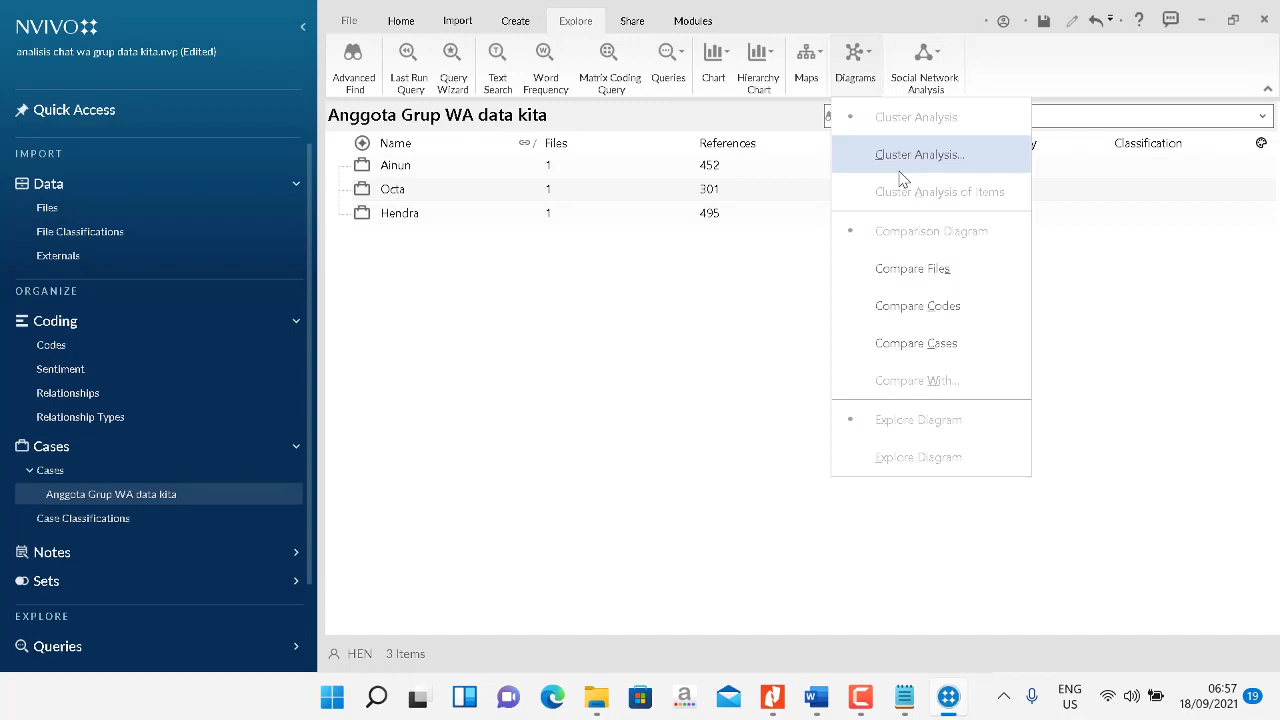 NVIVO
analisis chat wa grup data kita.nvp (Edited)
Quick Access
IMPORT
Data
Files
File Classifications
Externals
ORGANIZE
Coding
Codes
Sentiment
Relationships
Relationship Types
Cases
Cases
Anggota Grup WA data kita
Case Classifications
Notes
Sets
EXPLORE
Queries
File Home Import Create Explore Share Modules
Advanced Find
Last Run Query
Query Wizard
Text Search
Word Frequency
Matrix Coding Query
Queries
Chart
Hierarchy Chart
Maps
Diagrams
Social Network Analysis
Anggota Grup WA data kita
Name Files References Classification
Ainun 1 452
Octa 1 301
Hendra 1 495
Cluster Analysis
Cluster Analysis...
Cluster Analysis of Items
Comparison Diagram
Compare Files
Compare Codes
Compare Cases
Compare With...
Explore Diagram
Explore Diagram
HEN 3 Items
ENG
US
06:57
18/09/2021
19